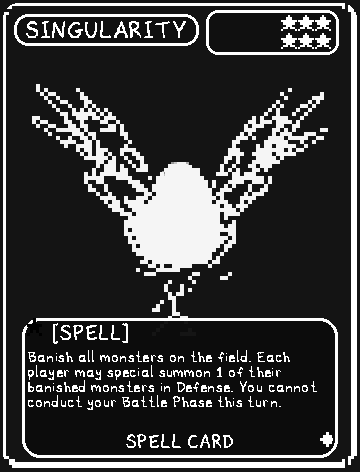 SINGULARITY
[SPELL]
Banish all monsters on the field. Each
player may special summon 1 of their
banished monsters in Defense. You cannot
conduct your Battle Phase this turn.
SPELL CARD